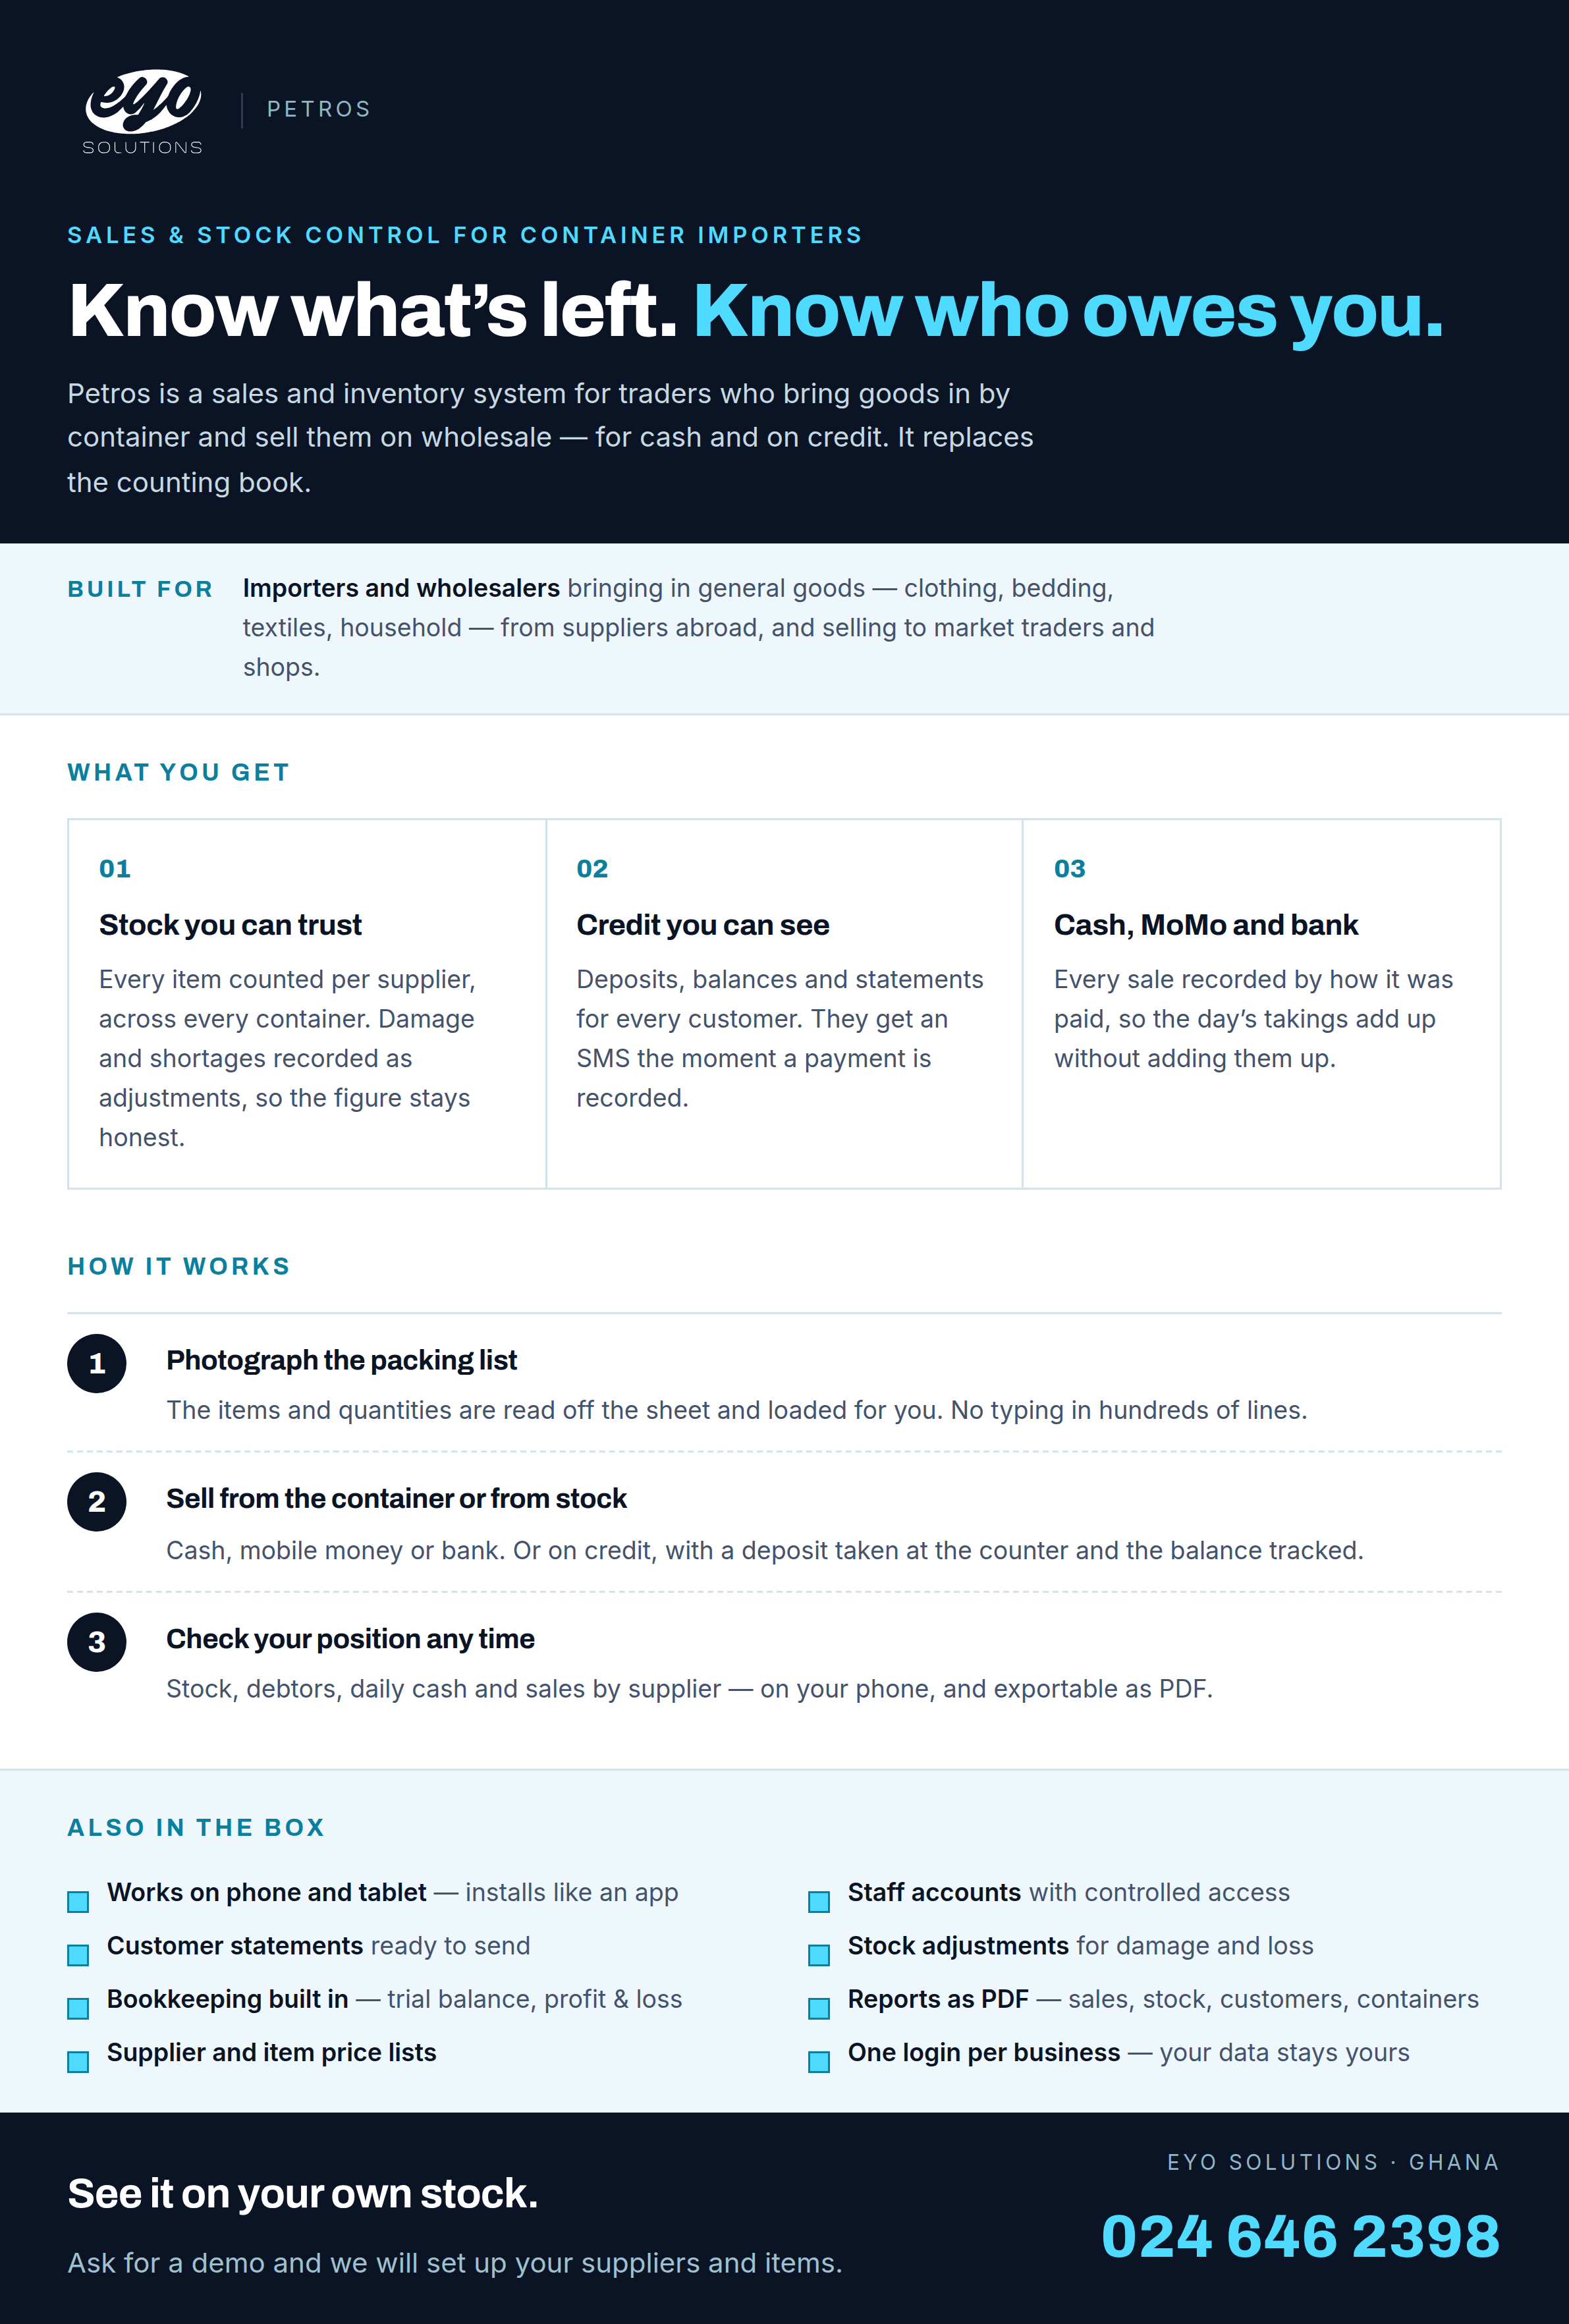 eyo
SOLUTIONS
PETROS
SALES & STOCK CONTROL FOR CONTAINER IMPORTERS
Know what’s left. Know who owes you.
Petros is a sales and inventory system for traders who bring goods in by
container and sell them on wholesale — for cash and on credit. It replaces
the counting book.
BUILT FOR
Importers and wholesalers bringing in general goods — clothing, bedding,
textiles, household — from suppliers abroad, and selling to market traders and
shops.
WHAT YOU GET
01
Stock you can trust
Every item counted per supplier,
across every container. Damage
and shortages recorded as
adjustments, so the figure stays
honest.
02
Credit you can see
Deposits, balances and statements
for every customer. They get an
SMS the moment a payment is
recorded.
03
Cash, MoMo and bank
Every sale recorded by how it was
paid, so the day’s takings add up
without adding them up.
HOW IT WORKS
1
Photograph the packing list
The items and quantities are read off the sheet and loaded for you. No typing in hundreds of lines.
2
Sell from the container or from stock
Cash, mobile money or bank. Or on credit, with a deposit taken at the counter and the balance tracked.
3
Check your position any time
Stock, debtors, daily cash and sales by supplier — on your phone, and exportable as PDF.
ALSO IN THE BOX
Works on phone and tablet — installs like an app
Customer statements ready to send
Bookkeeping built in — trial balance, profit & loss
Supplier and item price lists
Staff accounts with controlled access
Stock adjustments for damage and loss
Reports as PDF — sales, stock, customers, containers
One login per business — your data stays yours
See it on your own stock.
Ask for a demo and we will set up your suppliers and items.
EYO SOLUTIONS · GHANA
024 646 2398